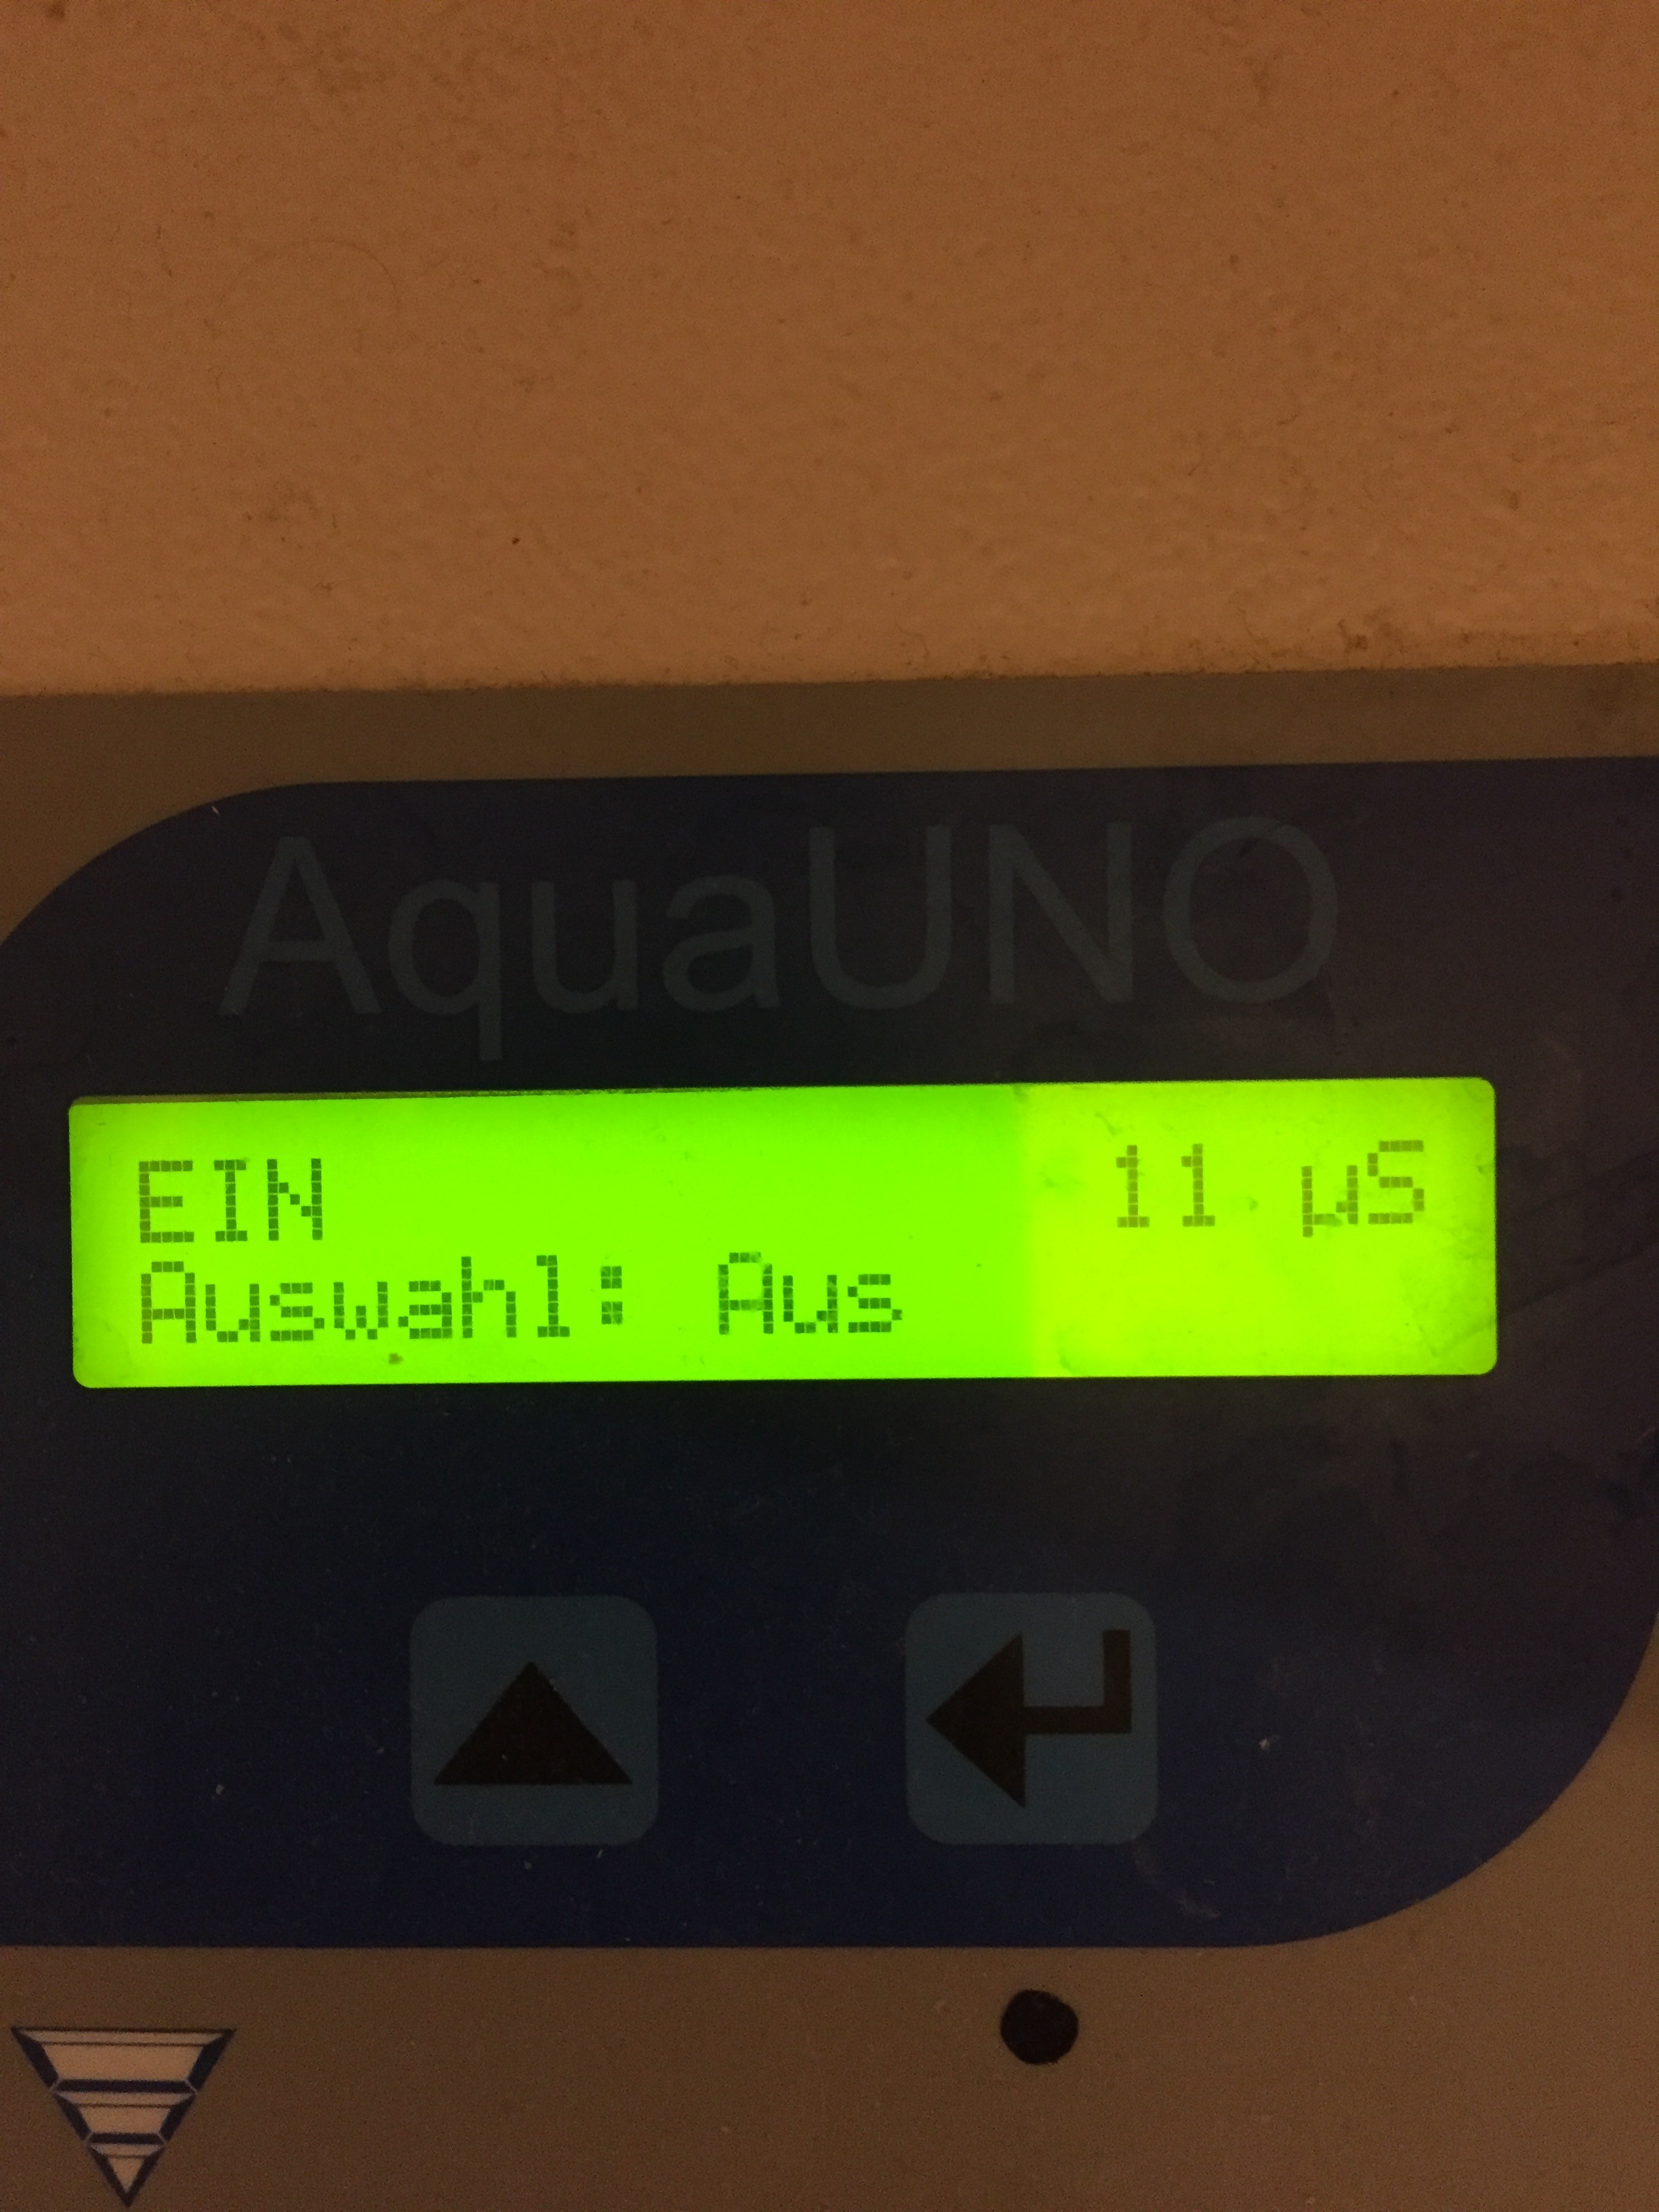 AquaUNO
EIN 11 µS
Auswahl: Aus